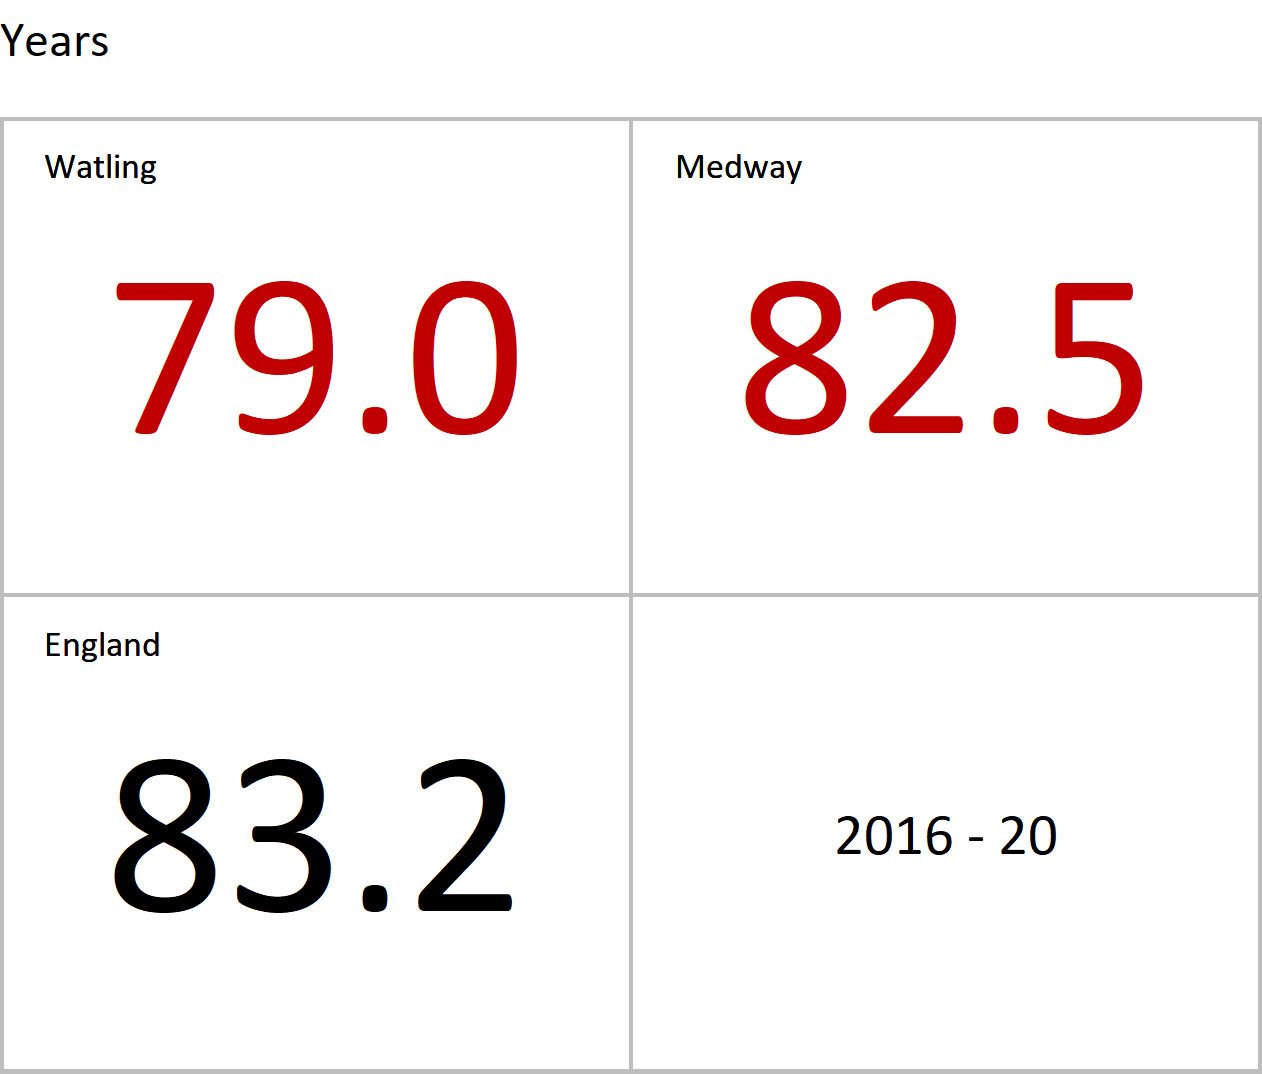 Years
Watling
79.0
Medway
82.5
England
83.2
2016 - 20